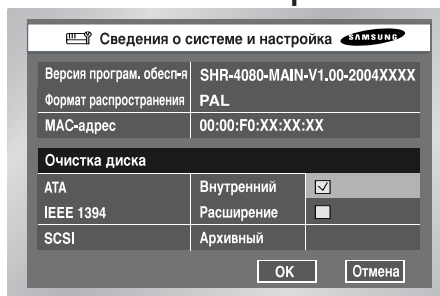 Сведения о системе и настройка SAMSUNG
Версия програм. обесп-я SHR-4080-MAIN-V1.00-2004XXXX
Формат распространения PAL
MAC-адрес 00:00:F0:XX:XX:XX
Очистка диска
ATA Внутренний
IEEE 1394 Расширение
SCSI Архивный
OK Отмена